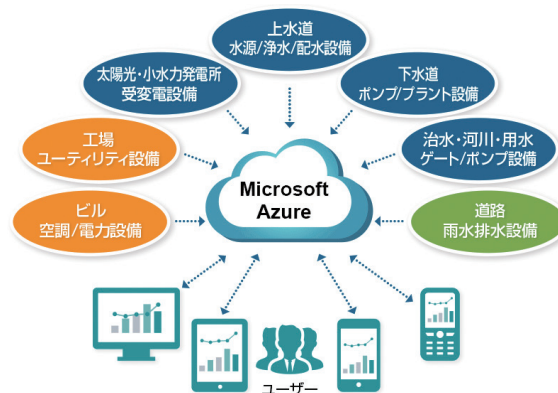 上水道
水源/浄水/配水設備
太陽光・小水力発電所
受変電設備
下水道
ポンプ/プラント設備
工場
ユーティリティ設備
治水・河川・用水
ゲート/ポンプ設備
Microsoft
Azure
ビル
空調/電力設備
道路
雨水排水設備
ユーザー